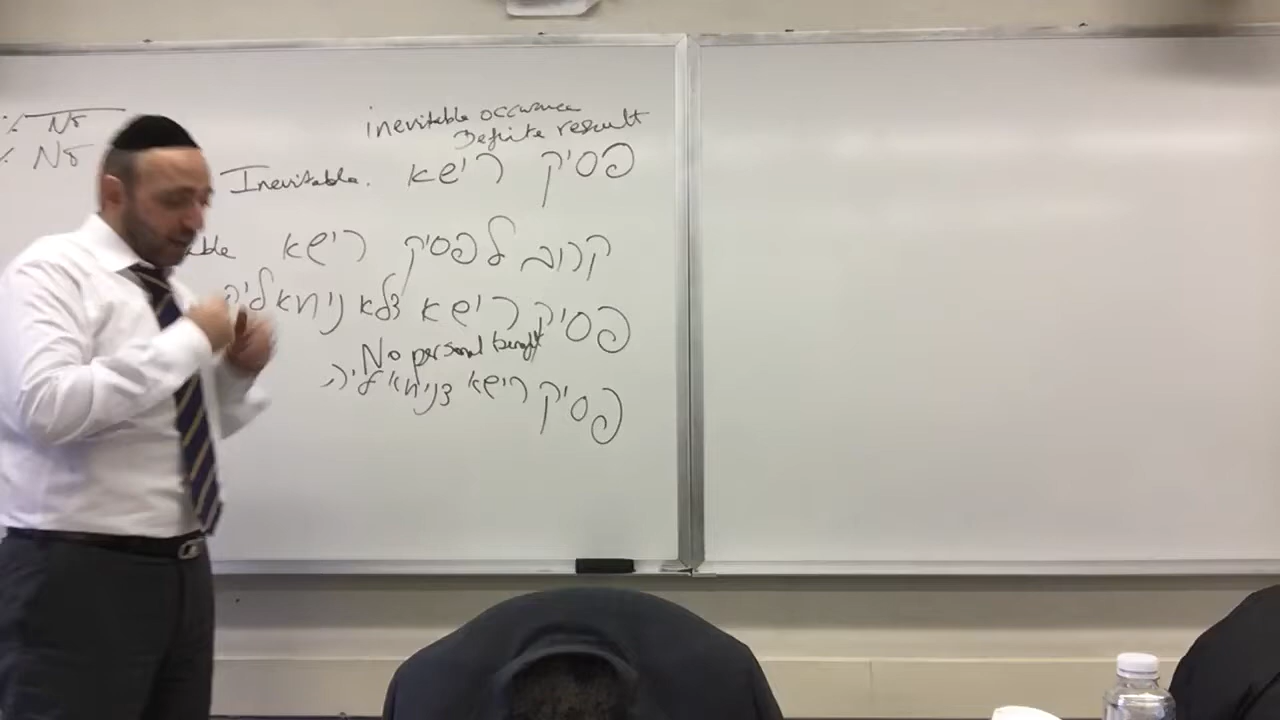 inevitable occurance
Definite result
פסיק רישא Inevitable.
קרוב לפסיק רישא
פסיק רישא דלא ניחא ליה
No personal benefit
פסיק רישא דניחא ליה